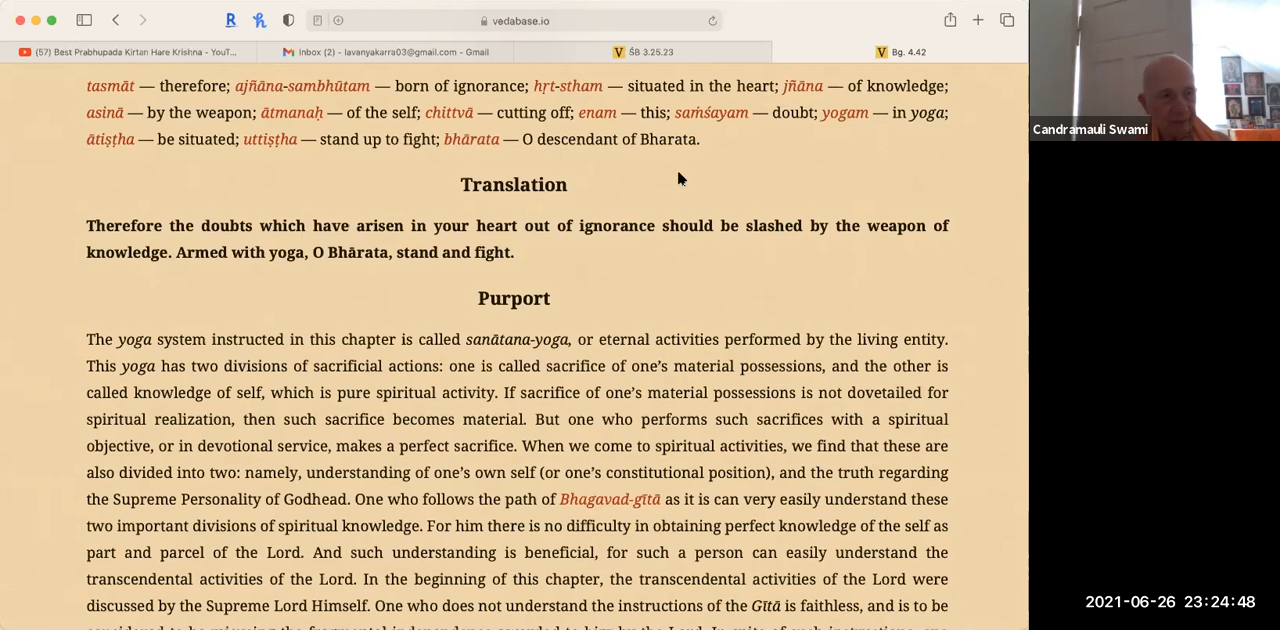 vedabase.io
(57) Best Prabhupada Kirtan Hare Krishna - YouT...
Inbox (2) - lavanyakarra03@gmail.com - Gmail
ŚB 3.25.23
Bg. 4.42
tasmāt — therefore; ajñāna-sambhūtam — born of ignorance; hṛt-stham — situated in the heart; jñāna — of knowledge;
asinā — by the weapon; ātmanaḥ — of the self; chittvā — cutting off; enam — this; saṁśayam — doubt; yogam — in yoga;
ātiṣṭha — be situated; uttiṣṭha — stand up to fight; bhārata — O descendant of Bharata.
Translation
Therefore the doubts which have arisen in your heart out of ignorance should be slashed by the weapon of
knowledge. Armed with yoga, O Bhārata, stand and fight.
Purport
The yoga system instructed in this chapter is called sanātana-yoga, or eternal activities performed by the living entity.
This yoga has two divisions of sacrificial actions: one is called sacrifice of one’s material possessions, and the other is
called knowledge of self, which is pure spiritual activity. If sacrifice of one’s material possessions is not dovetailed for
spiritual realization, then such sacrifice becomes material. But one who performs such sacrifices with a spiritual
objective, or in devotional service, makes a perfect sacrifice. When we come to spiritual activities, we find that these are
also divided into two: namely, understanding of one’s own self (or one’s constitutional position), and the truth regarding
the Supreme Personality of Godhead. One who follows the path of Bhagavad-gītā as it is can very easily understand these
two important divisions of spiritual knowledge. For him there is no difficulty in obtaining perfect knowledge of the self as
part and parcel of the Lord. And such understanding is beneficial, for such a person can easily understand the
transcendental activities of the Lord. In the beginning of this chapter, the transcendental activities of the Lord were
discussed by the Supreme Lord Himself. One who does not understand the instructions of the Gītā is faithless, and is to be
Candramauli Swami
2021-06-26 23:24:48